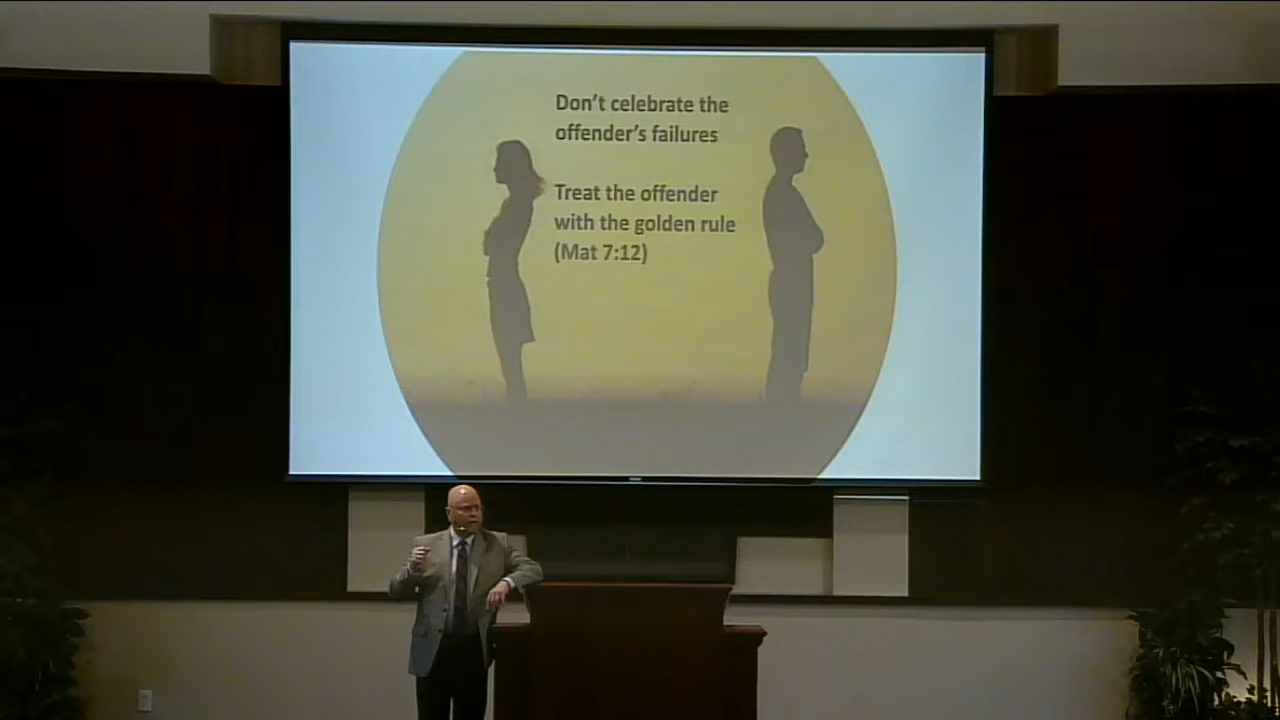 Don't celebrate the
offender's failures
Treat the offender
with the golden rule
(Mat 7:12)